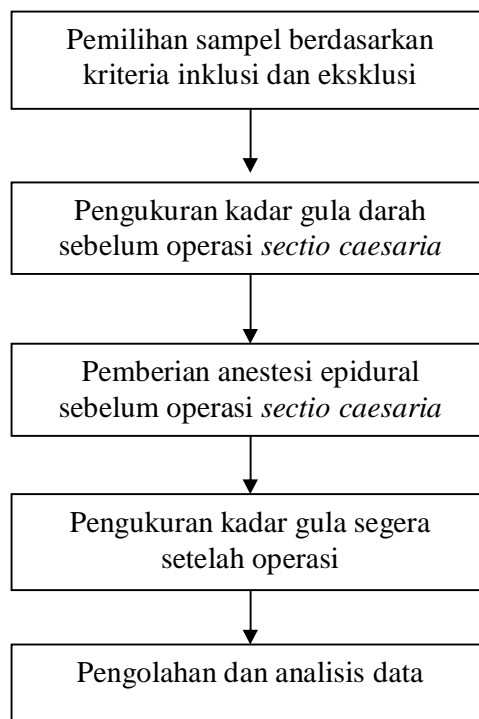 Pemilihan sampel berdasarkan
kriteria inklusi dan eksklusi
Pengukuran kadar gula darah
sebelum operasi sectio caesaria
Pemberian anestesi epidural
sebelum operasi sectio caesaria
Pengukuran kadar gula segera
setelah operasi
Pengolahan dan analisis data